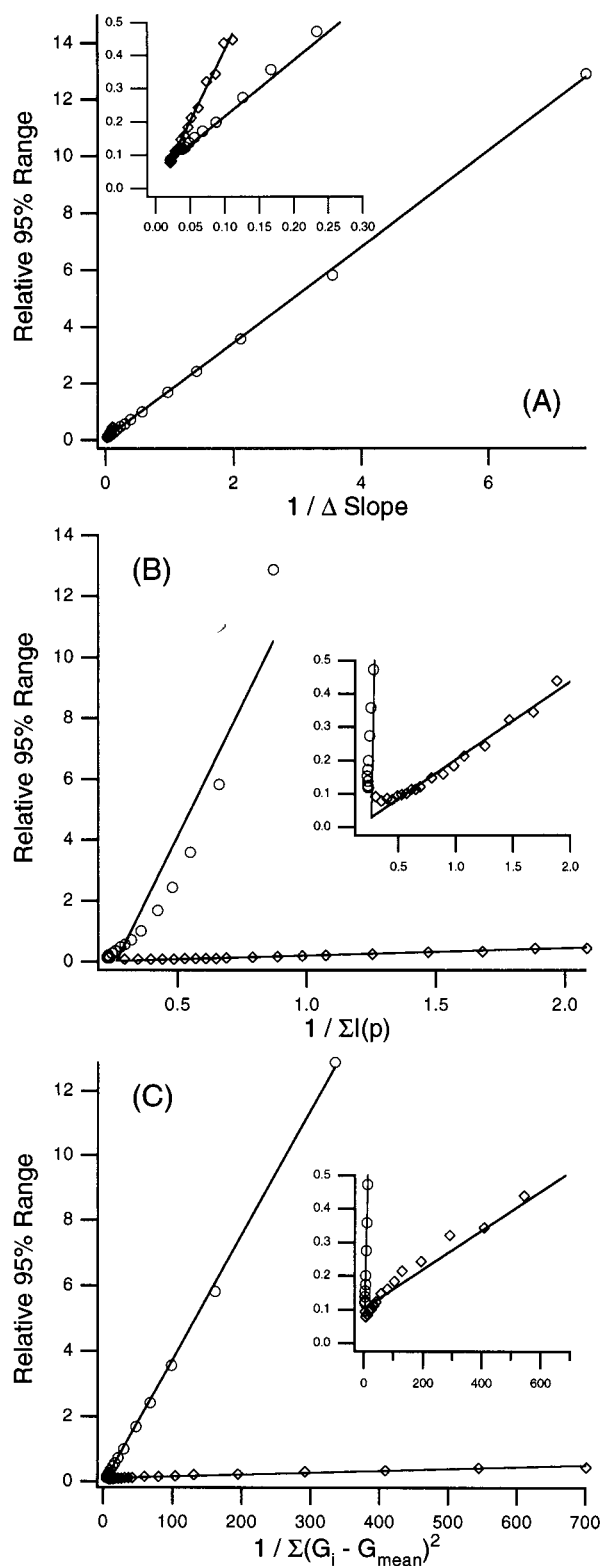 14
12
10
8
6
4
2
0
Relative 95% Range
0.5
0.4
0.3
0.2
0.1
0.0
0.00 0.05 0.10 0.15 0.20 0.25 0.30
(A)
0 2 4 6
1 / Δ Slope
14
12
10
8
6
4
2
0
Relative 95% Range
(B)
0.5
0.4
0.3
0.2
0.1
0.0
0.5 1.0 1.5 2.0
0.5 1.0 1.5 2.0
1 / ΣI(p)
12
10
8
6
4
2
0
Relative 95% Range
(C)
0.5
0.4
0.3
0.2
0.1
0.0
0 200 400 600
0 100 200 300 400 500 600 700
1 / Σ(Gi - Gmean)2